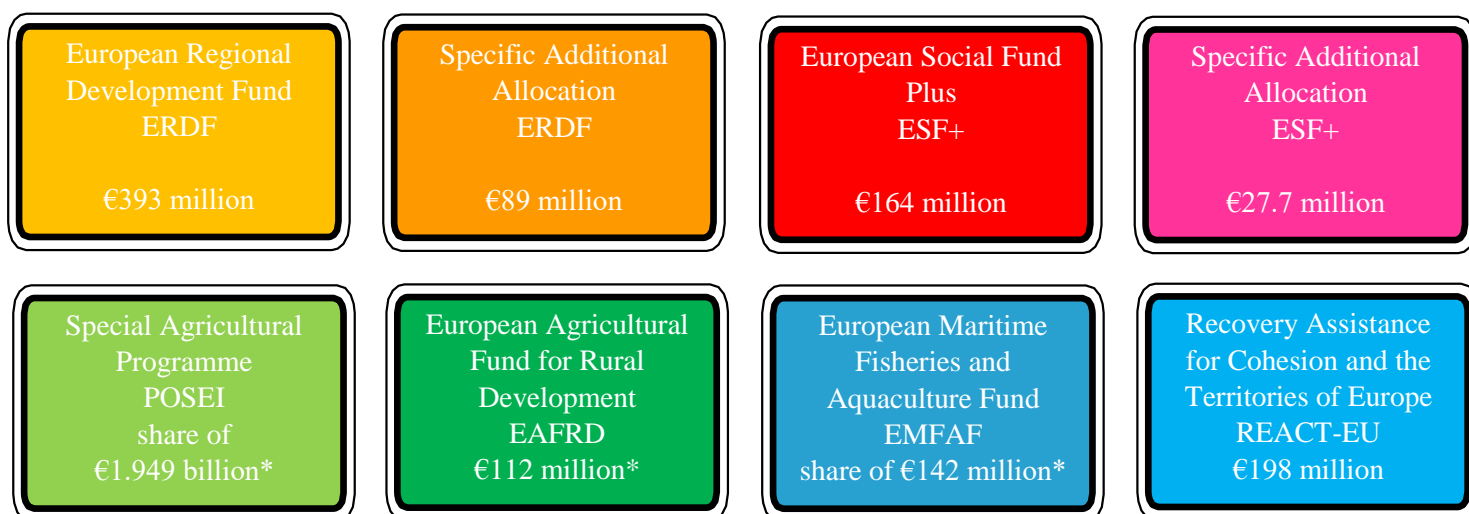 European Regional
Development Fund
ERDF
€393 million
Specific Additional
Allocation
ERDF
€89 million
European Social Fund
Plus
ESF+
€164 million
Specific Additional
Allocation
ESF+
€27.7 million
Special Agricultural
Programme
POSEI
share of
€1.949 billion*
European Agricultural
Fund for Rural
Development
EAFRD
€112 million*
European Maritime
Fisheries and
Aquaculture Fund
EMFAF
share of €142 million*
Recovery Assistance
for Cohesion and the
Territories of Europe
REACT-EU
€198 million